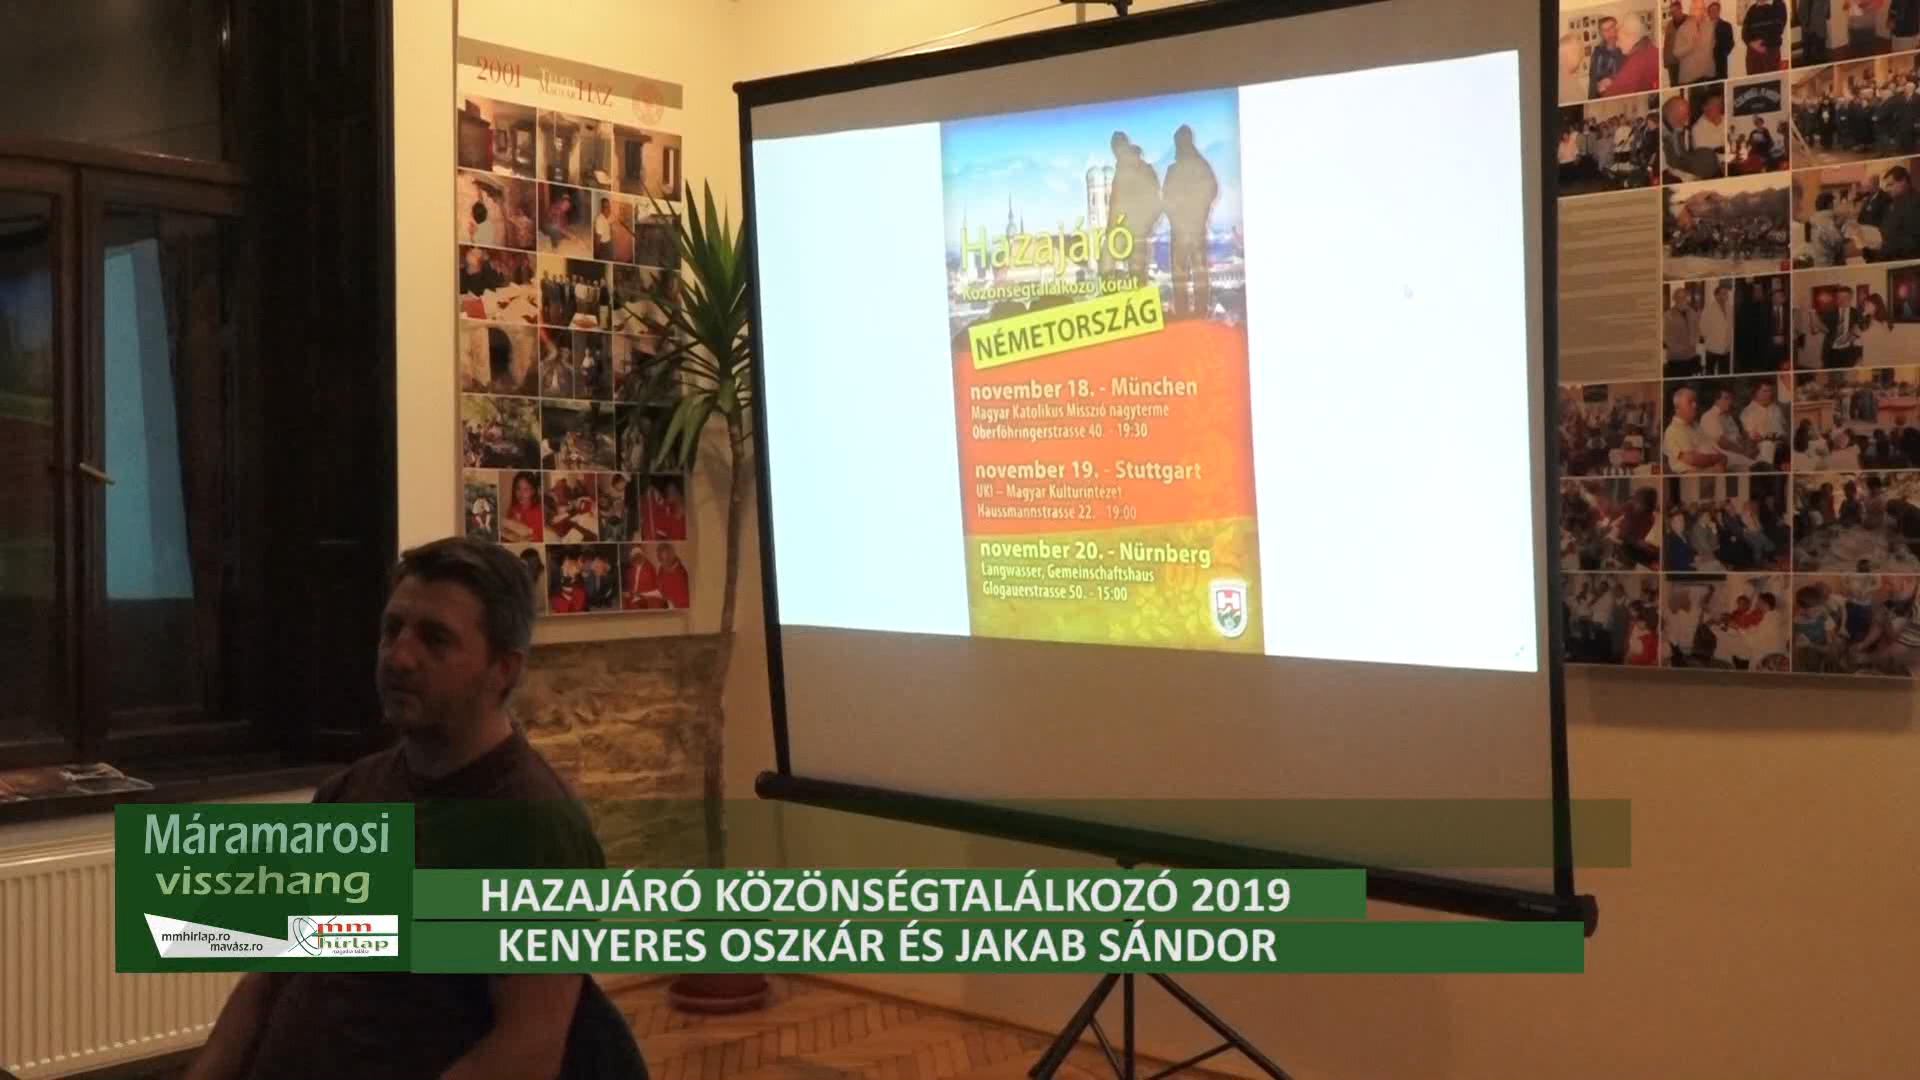 2001
MAGYAR HÁZ
Hazajáró
Közönségtalálkozó körút
NÉMETORSZÁG
november 18. - München
Magyar Katolikus Misszió nagyterme
Oberföhringerstrasse 40. - 19:30
november 19. - Stuttgart
UKI – Magyar Kulturintézet
Haussmannstrasse 22. - 19:00
november 20. - Nürnberg
Langwasser, Gemeinschaftshaus
Glogauerstrasse 50. - 15:00
Máramarosi
visszhang
mmhirlap.ro
mavász.ro
mm
hírlap
HAZAJÁRÓ KÖZÖNSÉGTALÁLKOZÓ 2019
KENYERES OSZKÁR ÉS JAKAB SÁNDOR